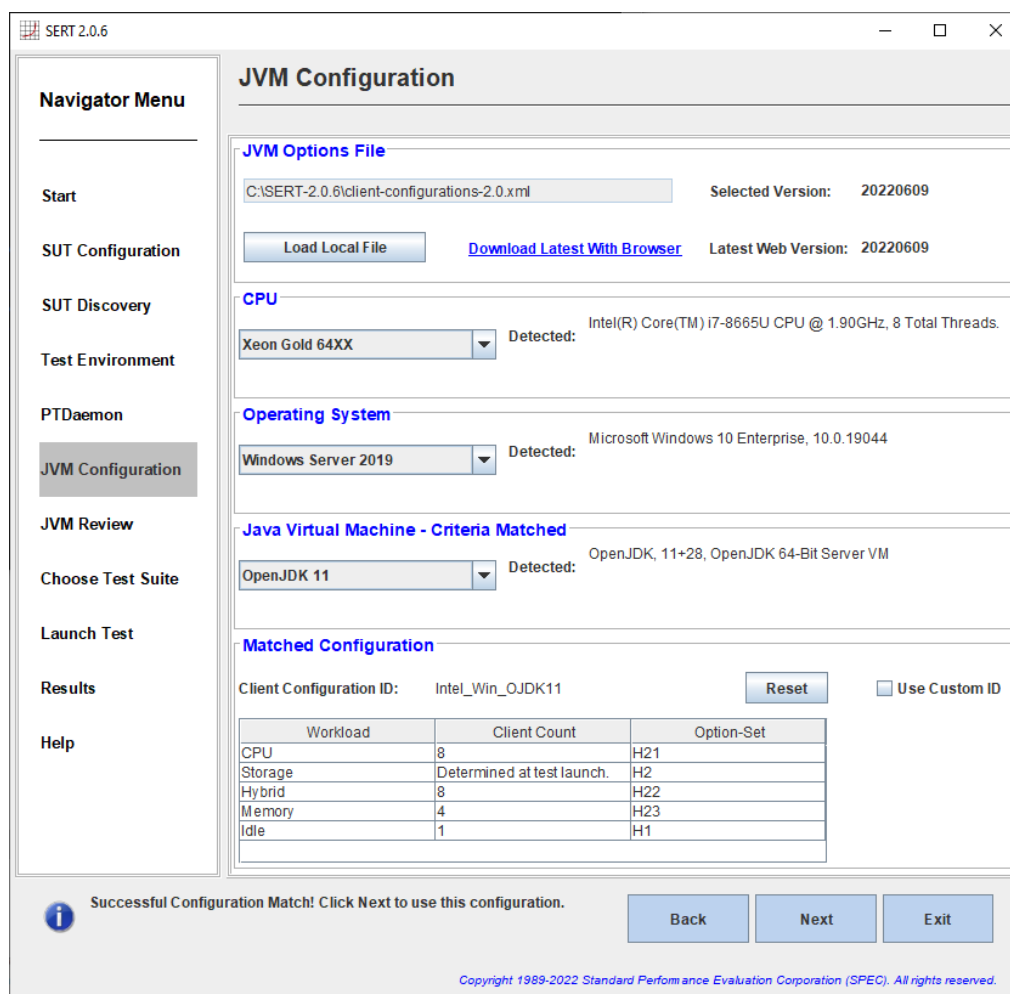 SERT 2.0.6
Navigator Menu
Start
SUT Configuration
SUT Discovery
Test Environment
PTDaemon
JVM Configuration
JVM Review
Choose Test Suite
Launch Test
Results
Help
JVM Configuration
JVM Options File
C:\SERT-2.0.6\client-configurations-2.0.xml Selected Version: 20220609
Load Local File Download Latest With Browser Latest Web Version: 20220609
CPU
Xeon Gold 64XX Detected: Intel(R) Core(TM) i7-8665U CPU @ 1.90GHz, 8 Total Threads.
Operating System
Windows Server 2019 Detected: Microsoft Windows 10 Enterprise, 10.0.19044
Java Virtual Machine - Criteria Matched
OpenJDK 11 Detected: OpenJDK, 11+28, OpenJDK 64-Bit Server VM
Matched Configuration
Client Configuration ID: Intel_Win_OJDK11 Reset Use Custom ID
Workload Client Count Option-Set
CPU 8 H21
Storage Determined at test launch. H2
Hybrid 8 H22
Memory 4 H23
Idle 1 H1
Successful Configuration Match! Click Next to use this configuration.
Back Next Exit
Copyright 1989-2022 Standard Performance Evaluation Corporation (SPEC). All rights reserved.